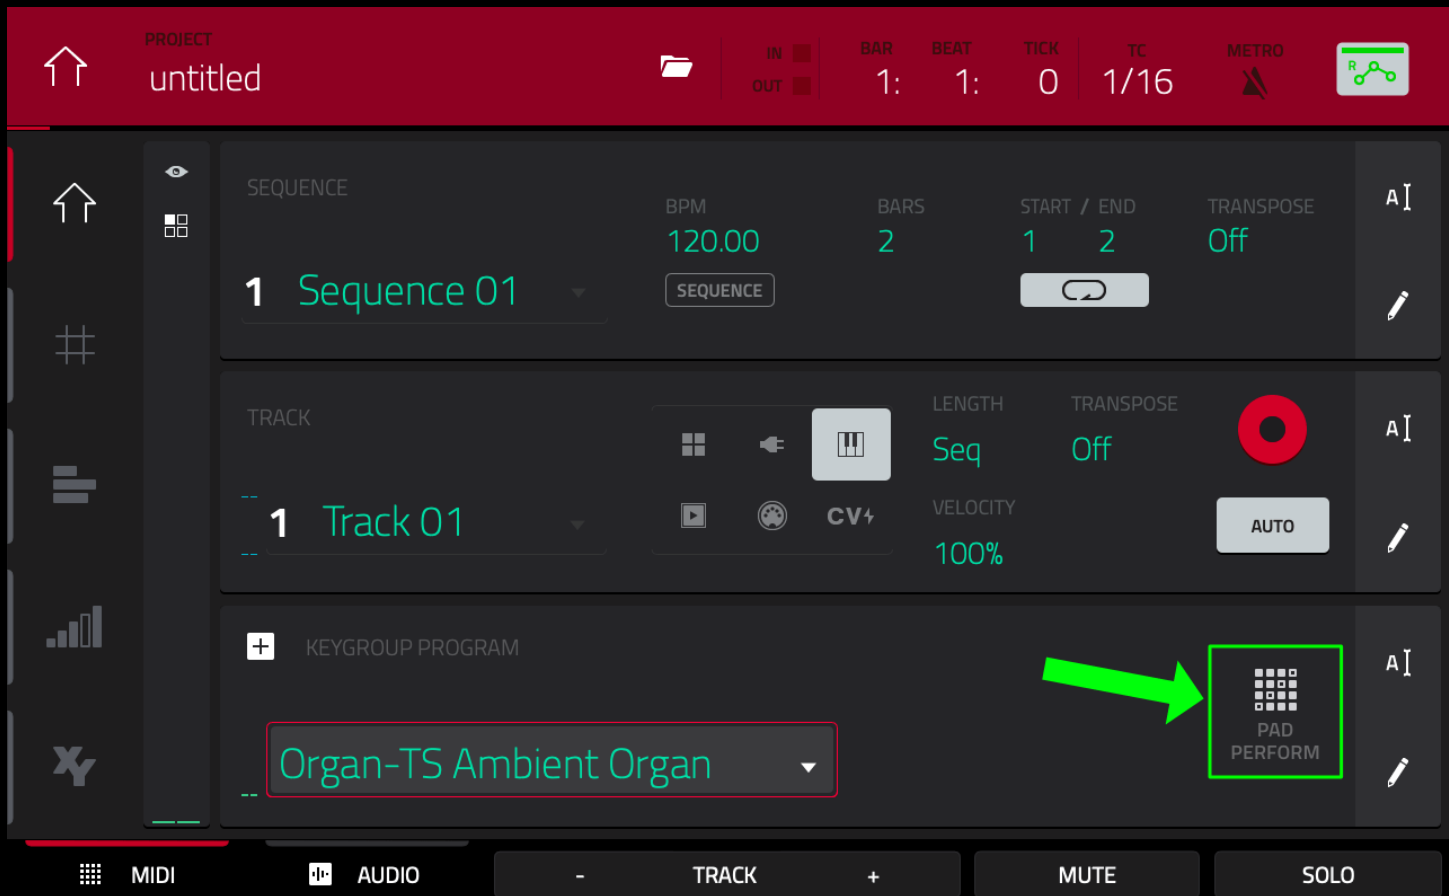 PROJECT
untitled
IN
OUT
BAR
1:
BEAT
1:
TICK
0
TC
1/16
METRO
R
SEQUENCE
1 Sequence 01
BPM
120.00
SEQUENCE
BARS
2
START / END
1 2
TRANSPOSE
Off
A
TRACK
1 Track 01
CV
LENGTH
Seq
TRANSPOSE
Off
VELOCITY
100%
AUTO
A
KEYGROUP PROGRAM
Organ-TS Ambient Organ
PAD
PERFORM
A
XY
MIDI
AUDIO
- TRACK +
MUTE
SOLO